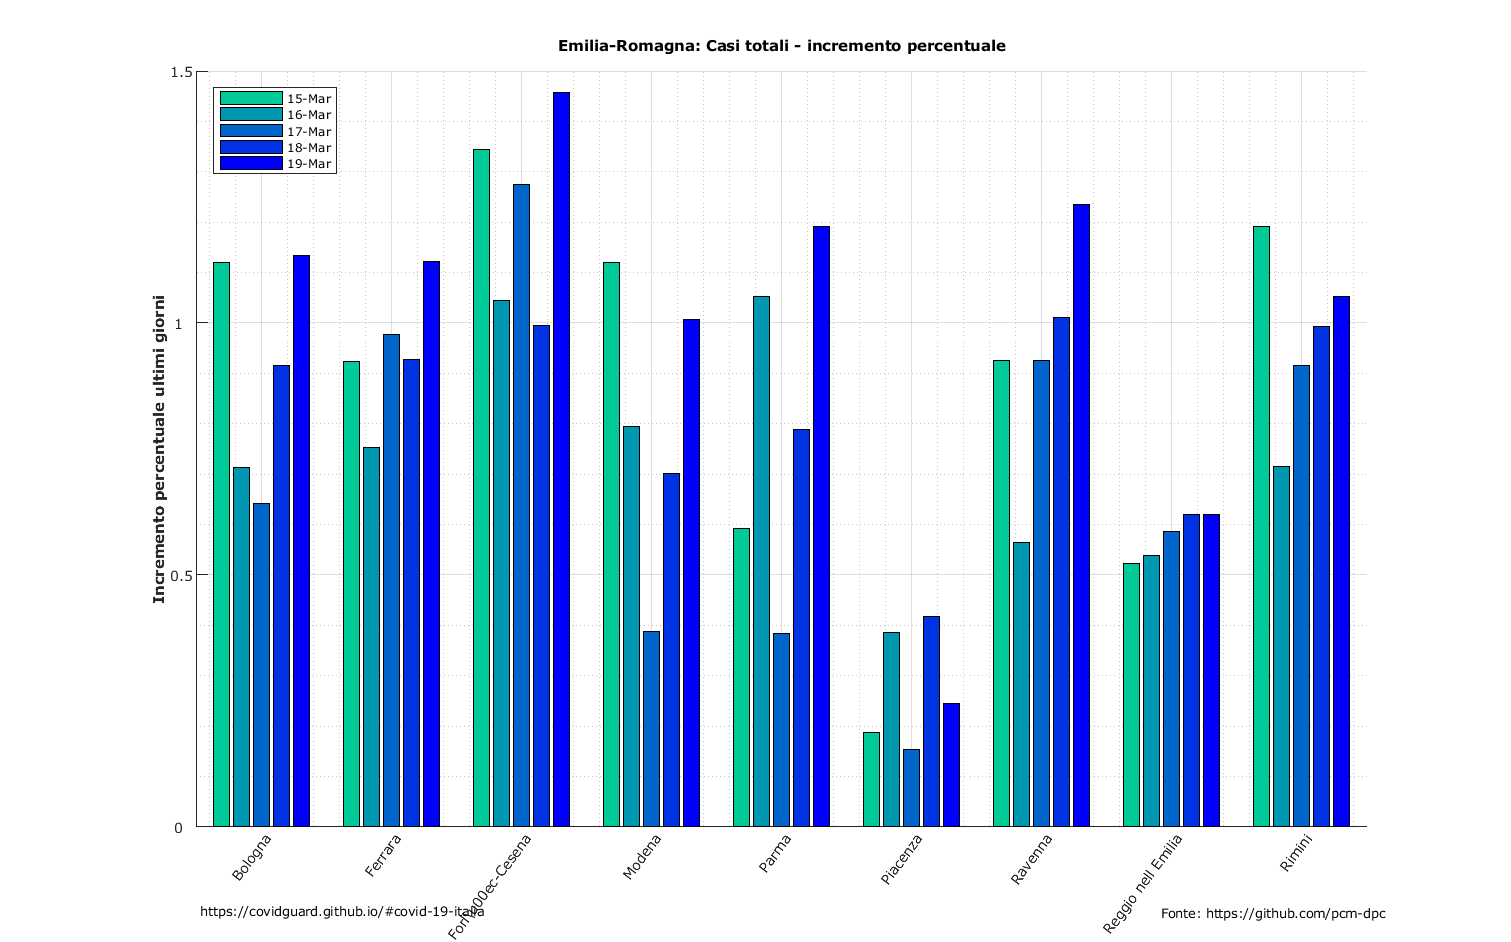 Emilia-Romagna: Casi totali - incremento percentuale
1.5
1
0.5
0
Incremento percentuale ultimi giorni
15-Mar
16-Mar
17-Mar
18-Mar
19-Mar
Bologna
Ferrara
Modena
Parma
Piacenza
Ravenna
Reggio nell Emilia
Rimini
https://covidguard.github.io/#covid-19-italia
Fonte: https://github.com/pcm-dpc